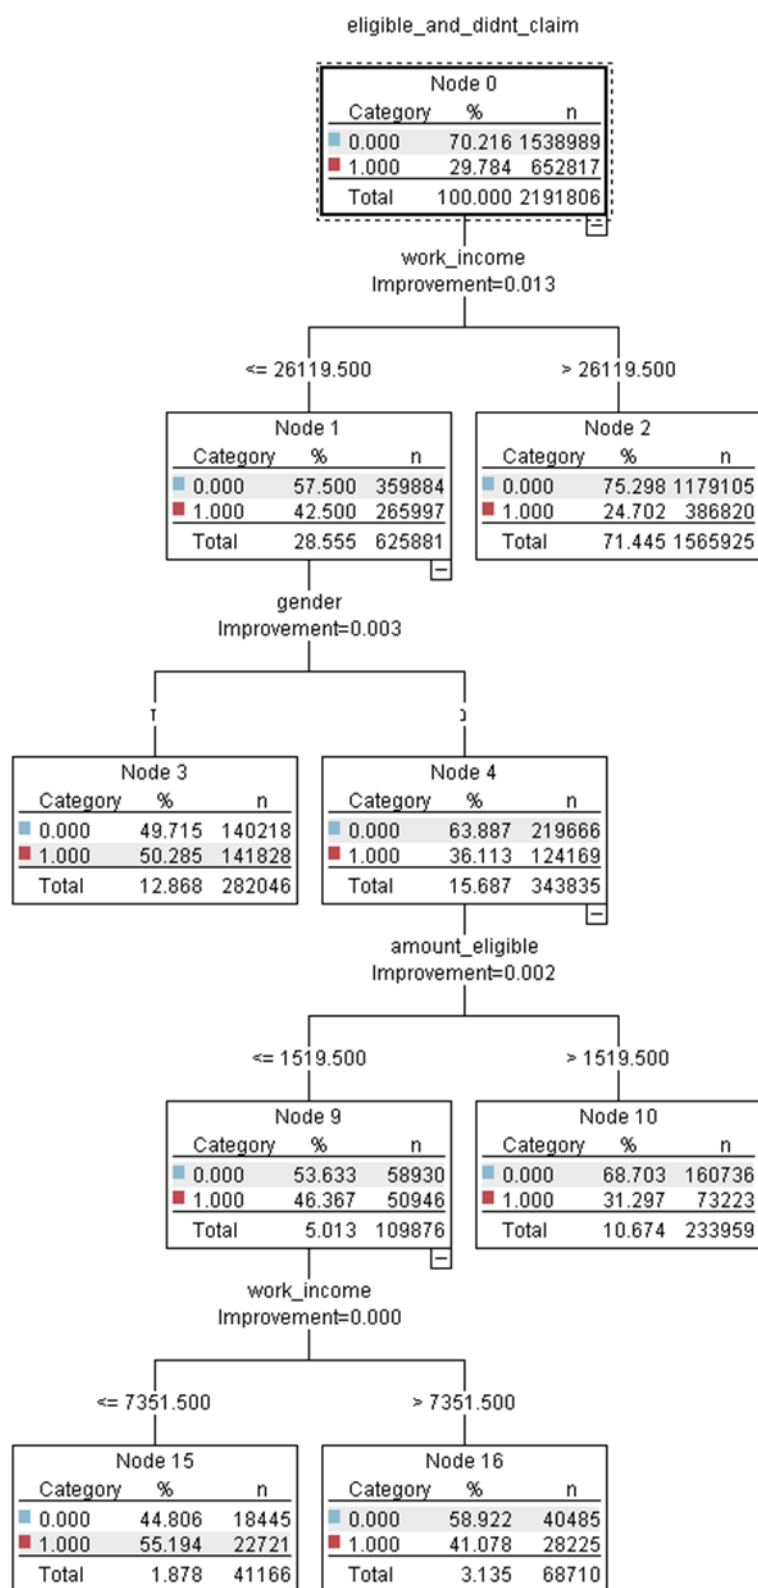 eligible_and_didnt_claim
Node 0
Category % n
0.000 70.216 1538989
1.000 29.784 652817
Total 100.000 2191806
work_income
Improvement=0.013
<= 26119.500 > 26119.500
Node 1
Category % n
0.000 57.500 359884
1.000 42.500 265997
Total 28.555 625881
Node 2
Category % n
0.000 75.298 1179105
1.000 24.702 386820
Total 71.445 1565925
gender
Improvement=0.003
Node 3
Category % n
0.000 49.715 140218
1.000 50.285 141828
Total 12.868 282046
Node 4
Category % n
0.000 63.887 219666
1.000 36.113 124169
Total 15.687 343835
amount_eligible
Improvement=0.002
<= 1519.500 > 1519.500
Node 9
Category % n
0.000 53.633 58930
1.000 46.367 50946
Total 5.013 109876
Node 10
Category % n
0.000 68.703 160736
1.000 31.297 73223
Total 10.674 233959
work_income
Improvement=0.000
<= 7351.500 > 7351.500
Node 15
Category % n
0.000 44.806 18445
1.000 55.194 22721
Total 1.878 41166
Node 16
Category % n
0.000 58.922 40485
1.000 41.078 28225
Total 3.135 68710